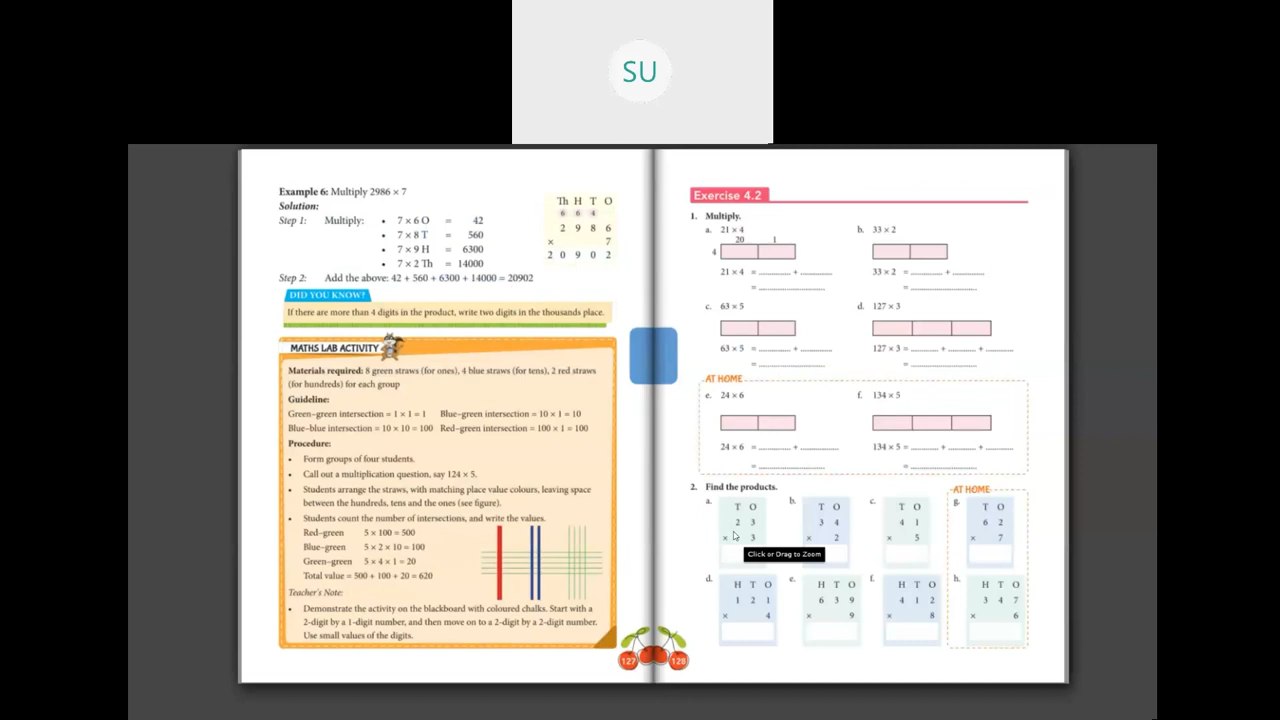 SU
Example 6: Multiply 2986 × 7
Solution:
Step 1: Multiply: • 7 × 6 O = 42
• 7 × 8 T = 560
• 7 × 9 H = 6300
• 7 × 2 Th = 14000
Th H T O
6 6 4
2 9 8 6
× 7
2 0 9 0 2
Step 2: Add the above: 42 + 560 + 6300 + 14000 = 20902
DID YOU KNOW?
If there are more than 4 digits in the product, write two digits in the thousands place.
MATHS LAB ACTIVITY
Materials required: 8 green straws (for ones), 4 blue straws (for tens), 2 red straws
(for hundreds) for each group
Guideline:
Green–green intersection = 1 × 1 = 1 Blue–green intersection = 10 × 1 = 10
Blue–blue intersection = 10 × 10 = 100 Red–green intersection = 100 × 1 = 100
Procedure:
• Form groups of four students.
• Call out a multiplication question, say 124 × 5.
• Students arrange the straws, with matching place value colours, leaving space
between the hundreds, tens and the ones (see figure).
• Students count the number of intersections, and write the values.
Red–green 5 × 100 = 500
Blue–green 5 × 2 × 10 = 100
Green–green 5 × 4 × 1 = 20
Total value = 500 + 100 + 20 = 620
Teacher's Note:
• Demonstrate the activity on the blackboard with coloured chalks. Start with a
2-digit by a 1-digit number, and then move on to a 2-digit by a 2-digit number.
Use small values of the digits.
127
Exercise 4.2
1. Multiply.
a. 21 × 4 b. 33 × 2
20 1
4
21 × 4 = ............ + ............ 33 × 2 = ............ + ............
= ........................ = ........................
c. 63 × 5 d. 127 × 3
63 × 5 = ............ + ............ 127 × 3 = .......... + .......... + ..........
= ........................ = ........................
AT HOME
e. 24 × 6 f. 134 × 5
24 × 6 = ............ + ............ 134 × 5 = .......... + .......... + ..........
= ........................ = ........................
2. Find the products.
AT HOME
a. b. c. g.
T O T O T O T O
2 3 3 4 4 1 6 2
× 3 × 2 × 5 × 7
Click or Drag to Zoom
d. e. f. h.
H T O H T O H T O H T O
1 2 1 6 3 9 4 1 2 3 4 7
× 4 × 9 × 8 × 6
128